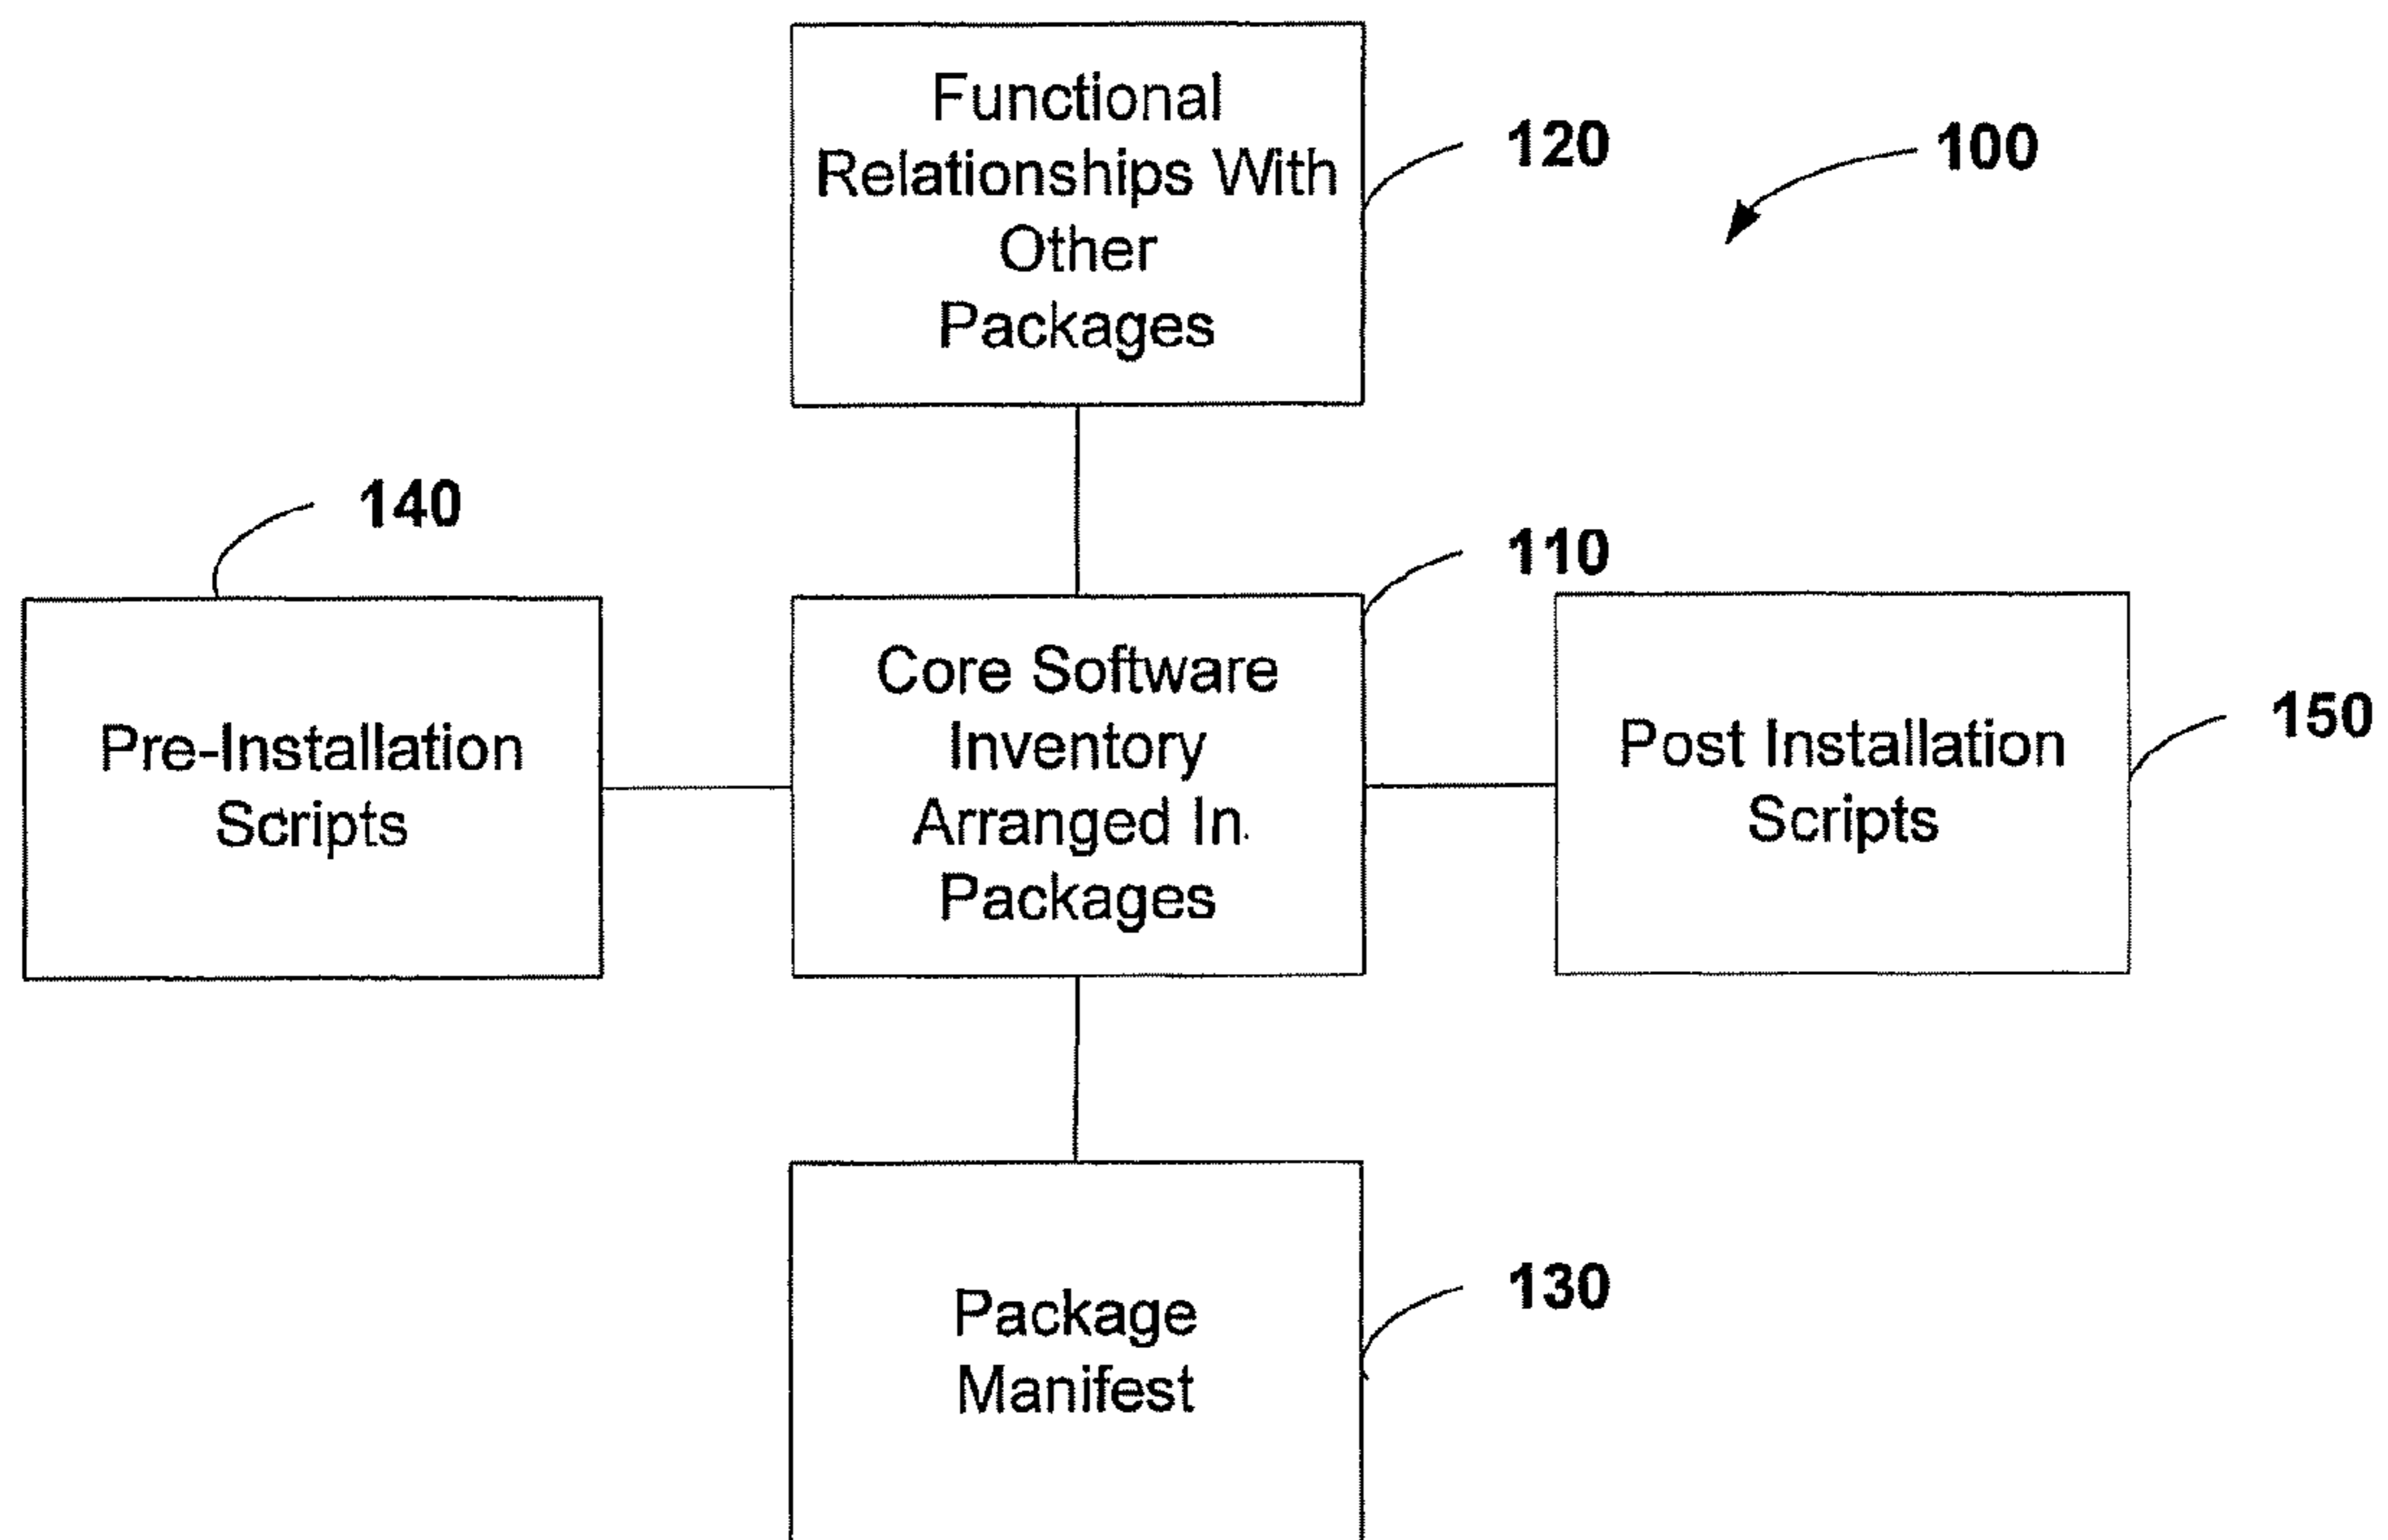 Functional
Relationships With
Other
Packages
120
100
140
110
Pre-Installation
Scripts
Core Software
Inventory
Arranged In
Packages
Post Installation
Scripts
150
Package
Manifest
130